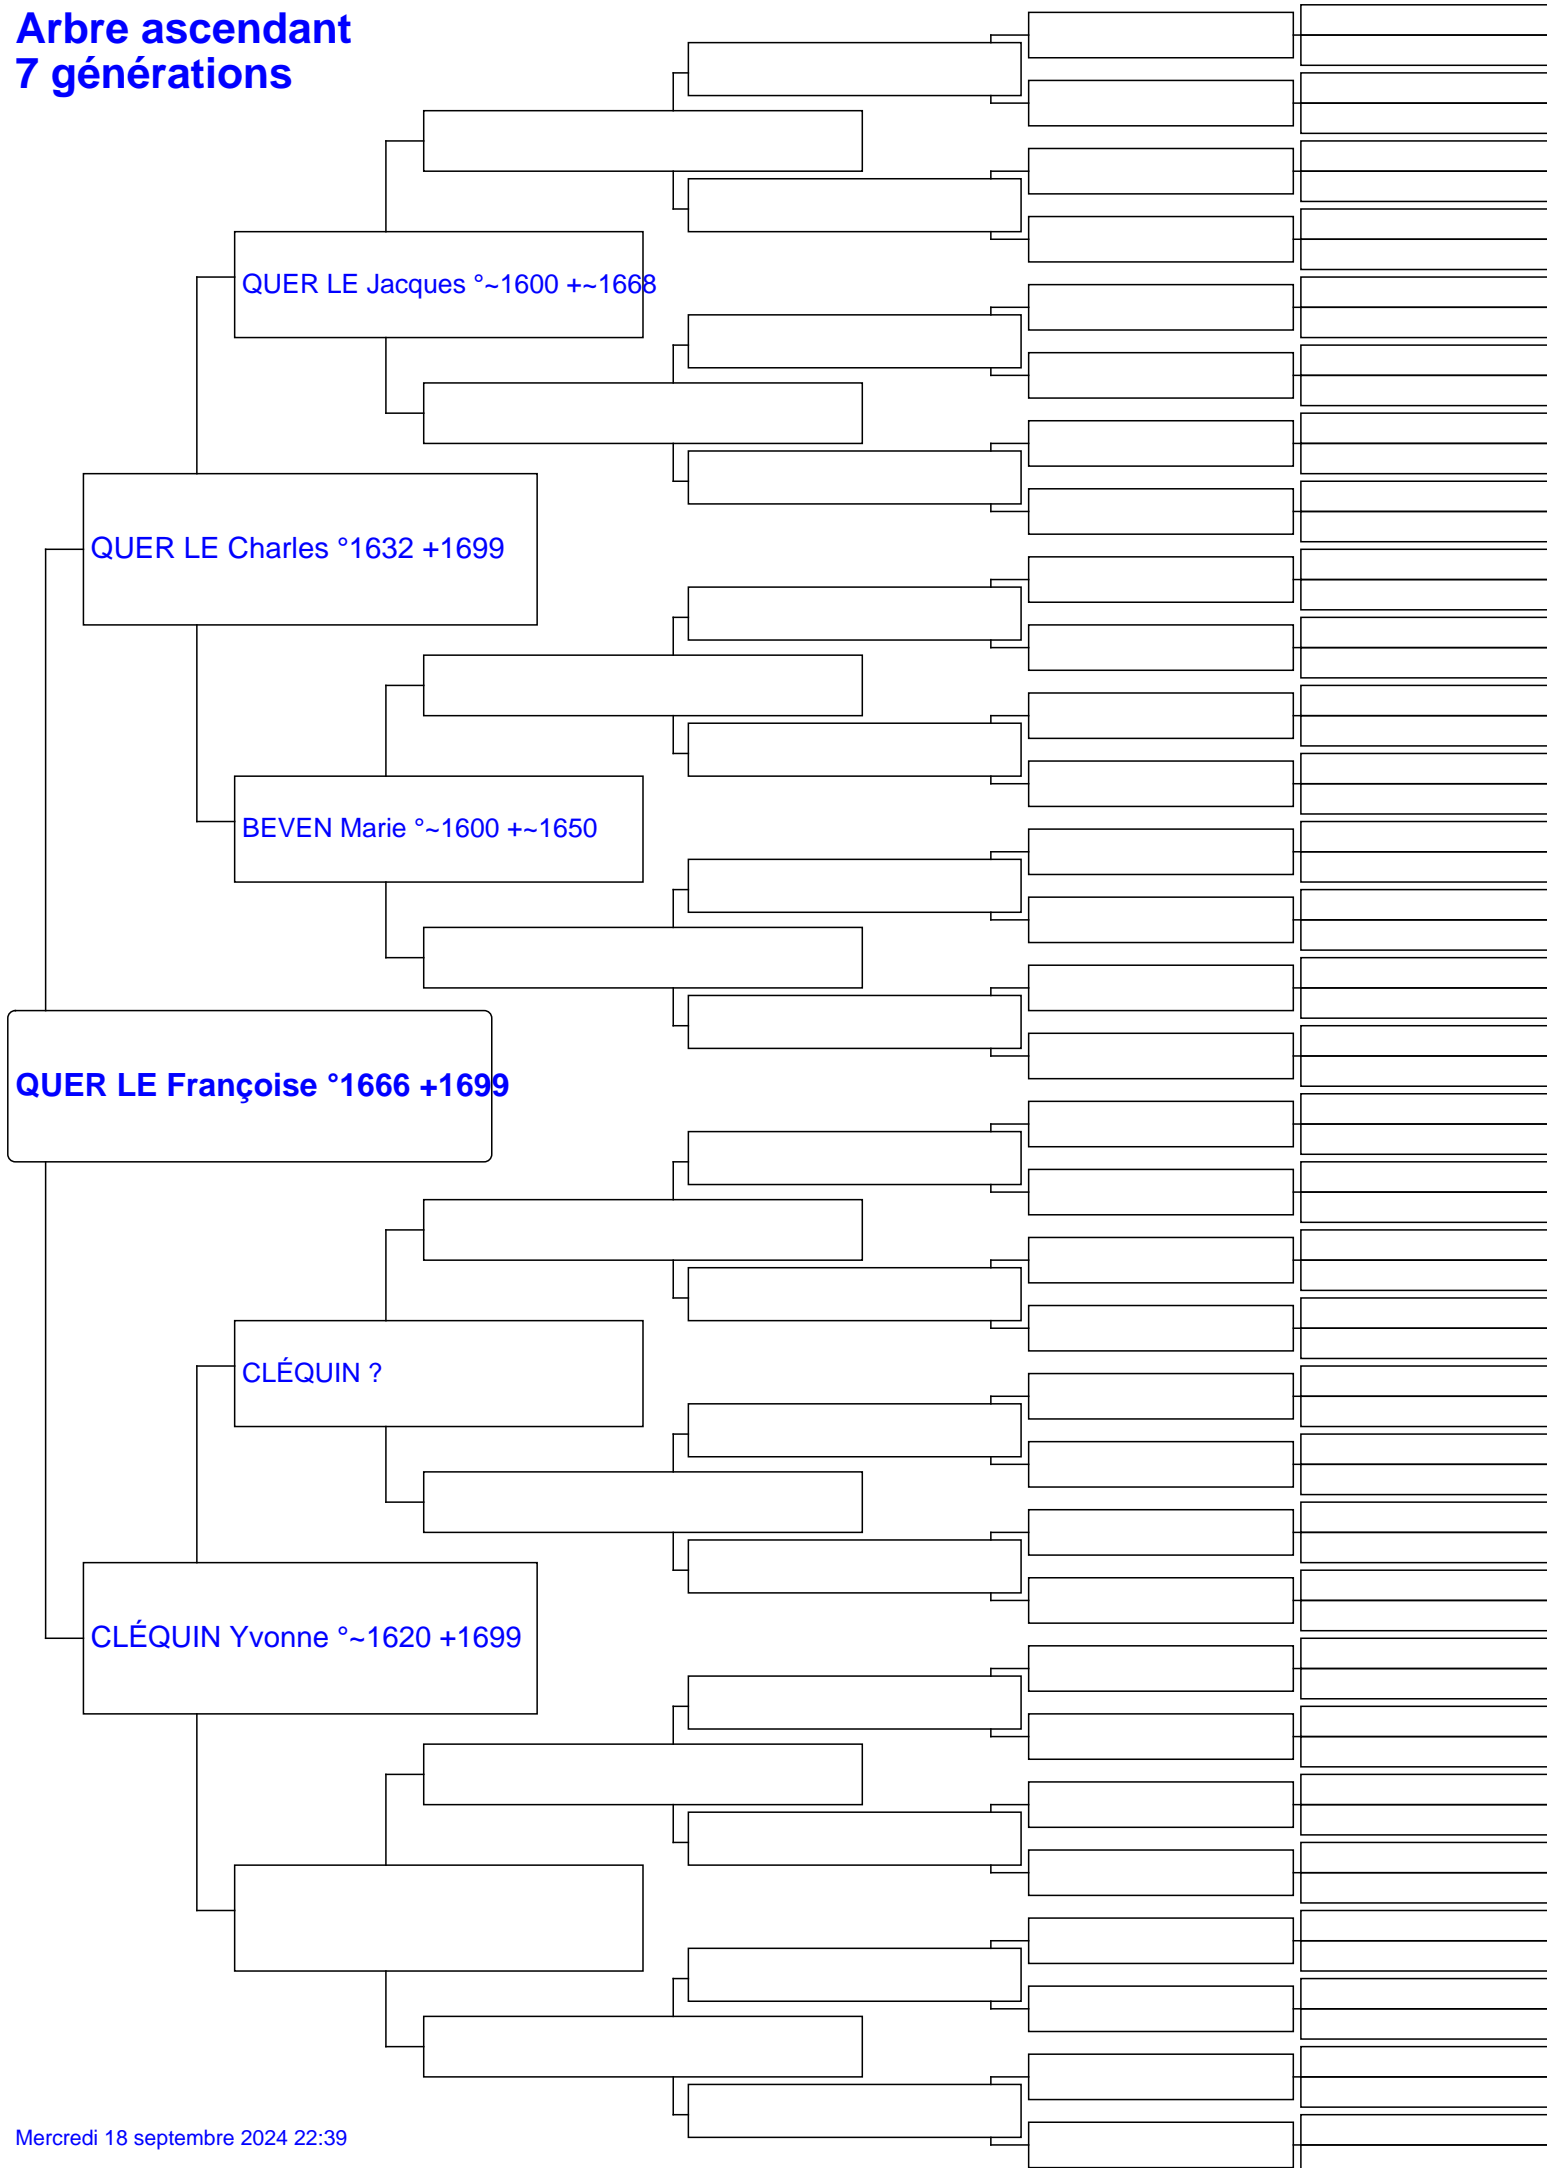 Arbre ascendant
7 générations
QUER LE Jacques °~1600 +~1668
QUER LE Charles °1632 +1699
BEVEN Marie °~1600 +~1650
QUER LE Françoise °1666 +1699
CLÉQUIN ?
CLÉQUIN Yvonne °~1620 +1699
Mercredi 18 septembre 2024 22:39